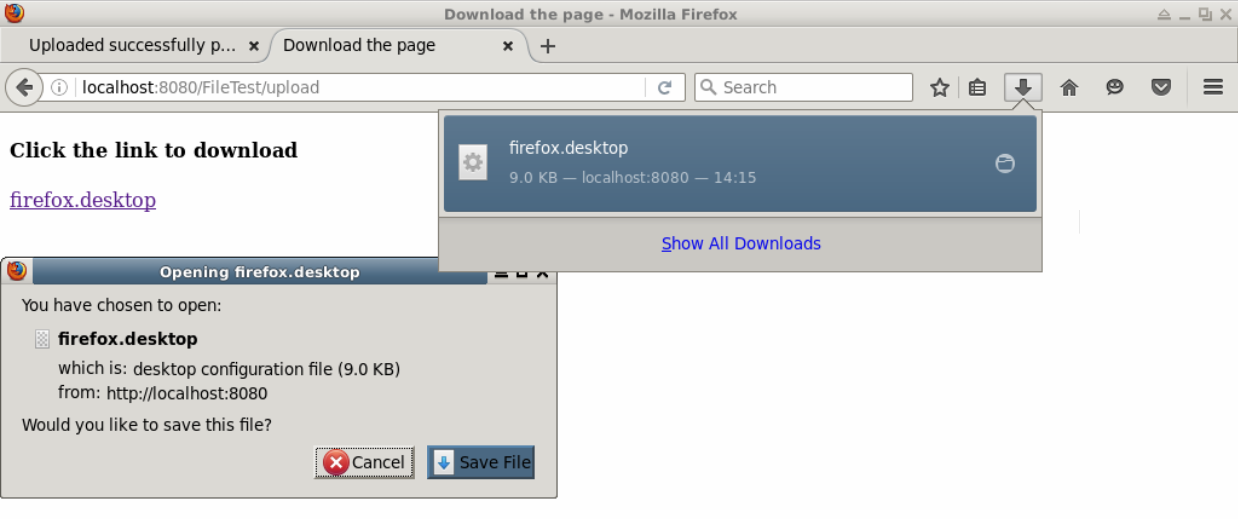 Download the page - Mozilla Firefox
Uploaded successfully p...
Download the page
localhost:8080/FileTest/upload
Search
Click the link to download
firefox.desktop
firefox.desktop
9.0 KB — localhost:8080 — 14:15
Show All Downloads
Opening firefox.desktop
You have chosen to open:
firefox.desktop
which is: desktop configuration file (9.0 KB)
from: http://localhost:8080
Would you like to save this file?
Cancel
Save File